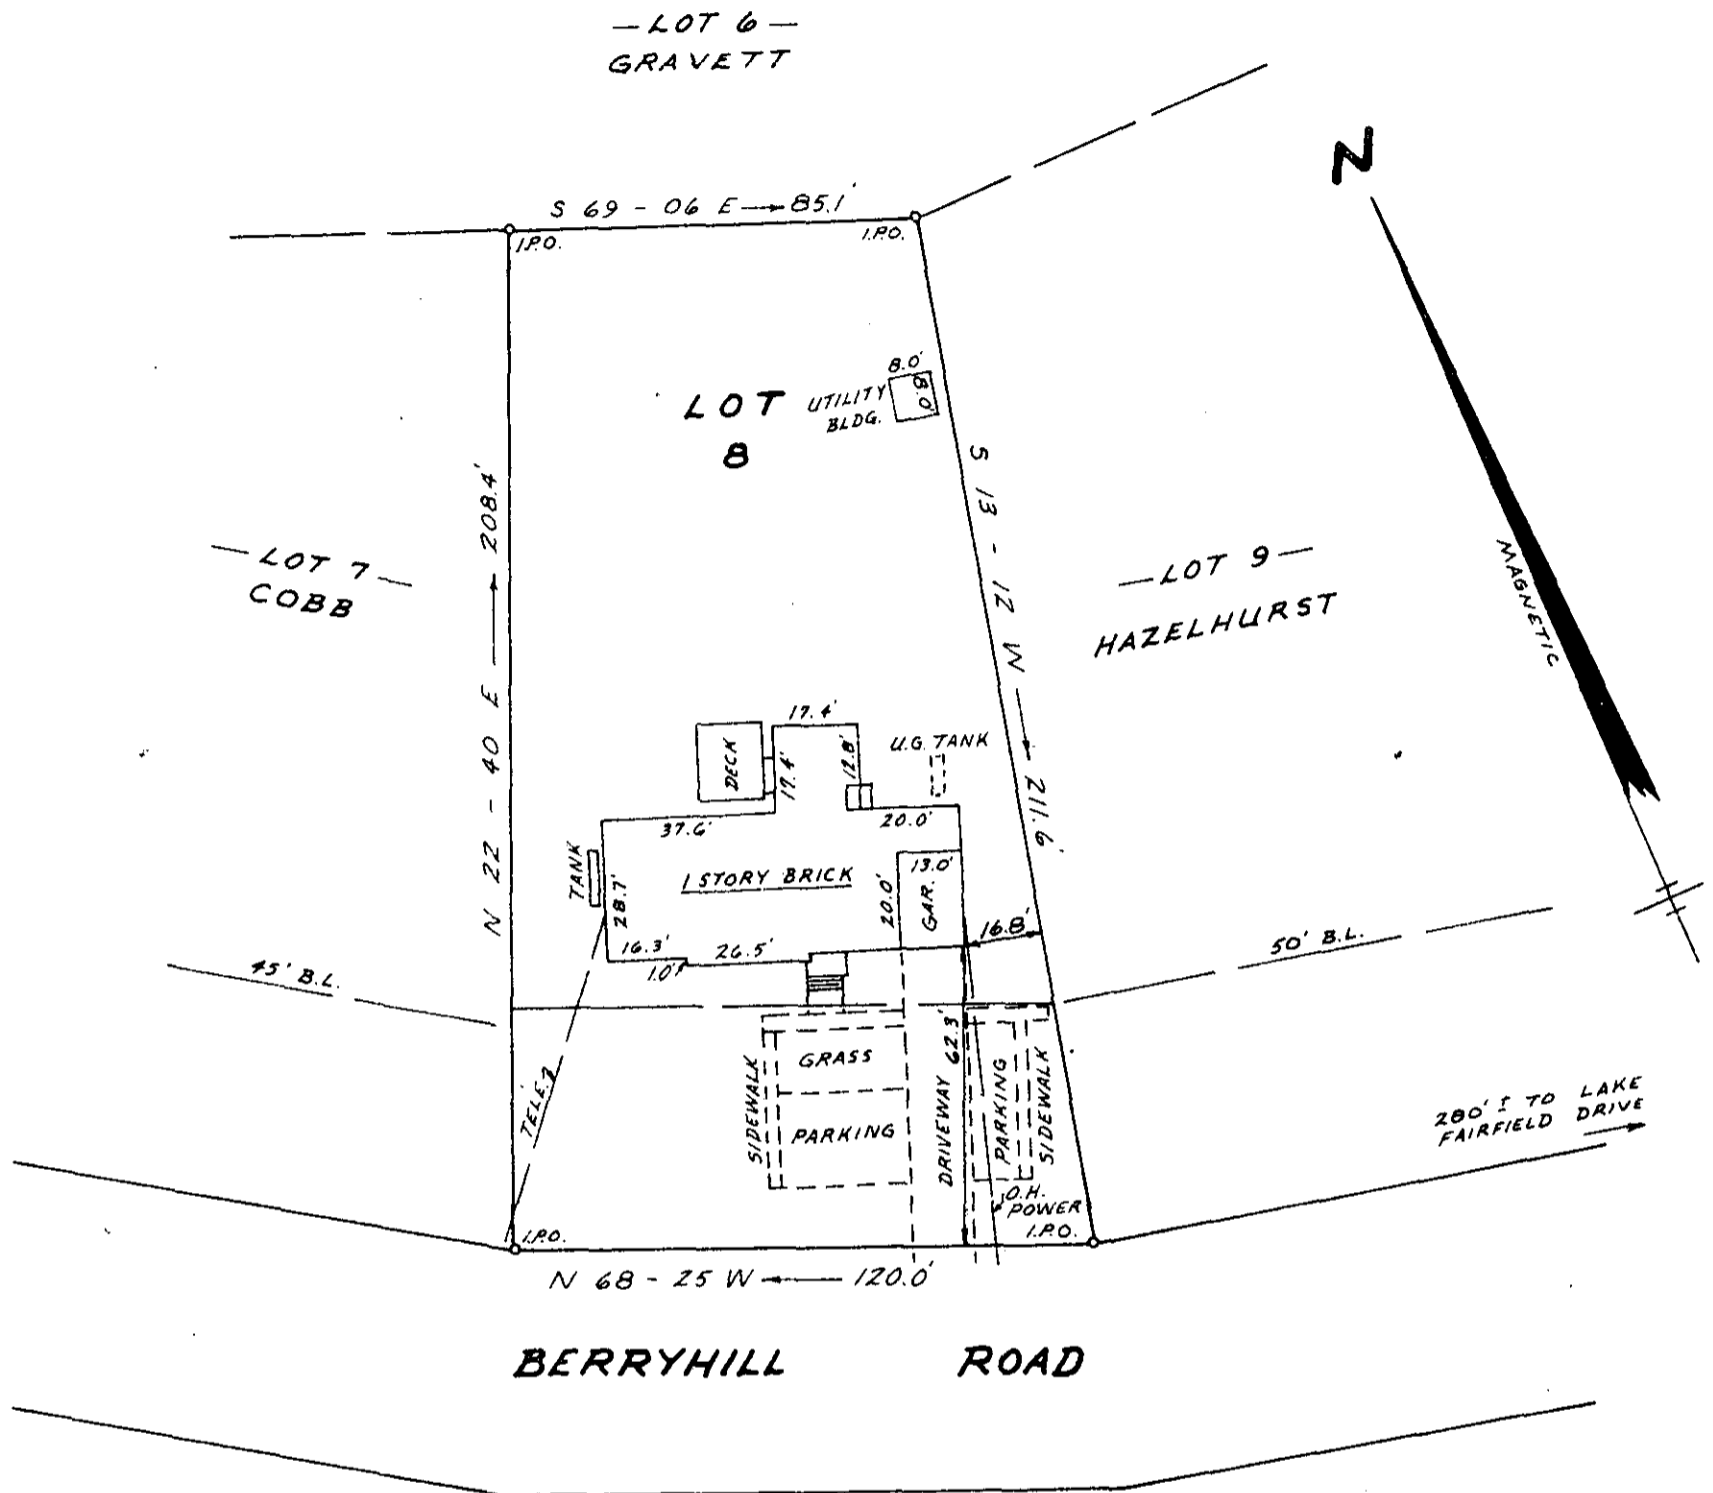 — LOT 6 —
GRAVETT
N
S 69 - 06 E → 85.1'
I.P.O.
I.P.O.
8.0'
8.0'
LOT
8
UTILITY
BLDG.
S 13 - 12 W → 211.6'
N 22 - 40 E → 208.4'
— LOT 7 —
COBB
— LOT 9 —
HAZELHURST
MAGNETIC
17.4'
DECK
17.4'
12.8'
U.G. TANK
37.6'
20.0'
TANK
28.7'
1 STORY BRICK
20.0'
13.0'
GAR.
16.8'
16.3'
1.0'
26.5'
45' B.L.
50' B.L.
TELE.
SIDEWALK
GRASS
PARKING
DRIVEWAY 62.3'
PARKING
SIDEWALK
280' ± TO LAKE
FAIRFIELD DRIVE
O.H.
POWER
I.P.O.
I.P.O.
N 68 - 25 W ← 120.0'
BERRYHILL ROAD